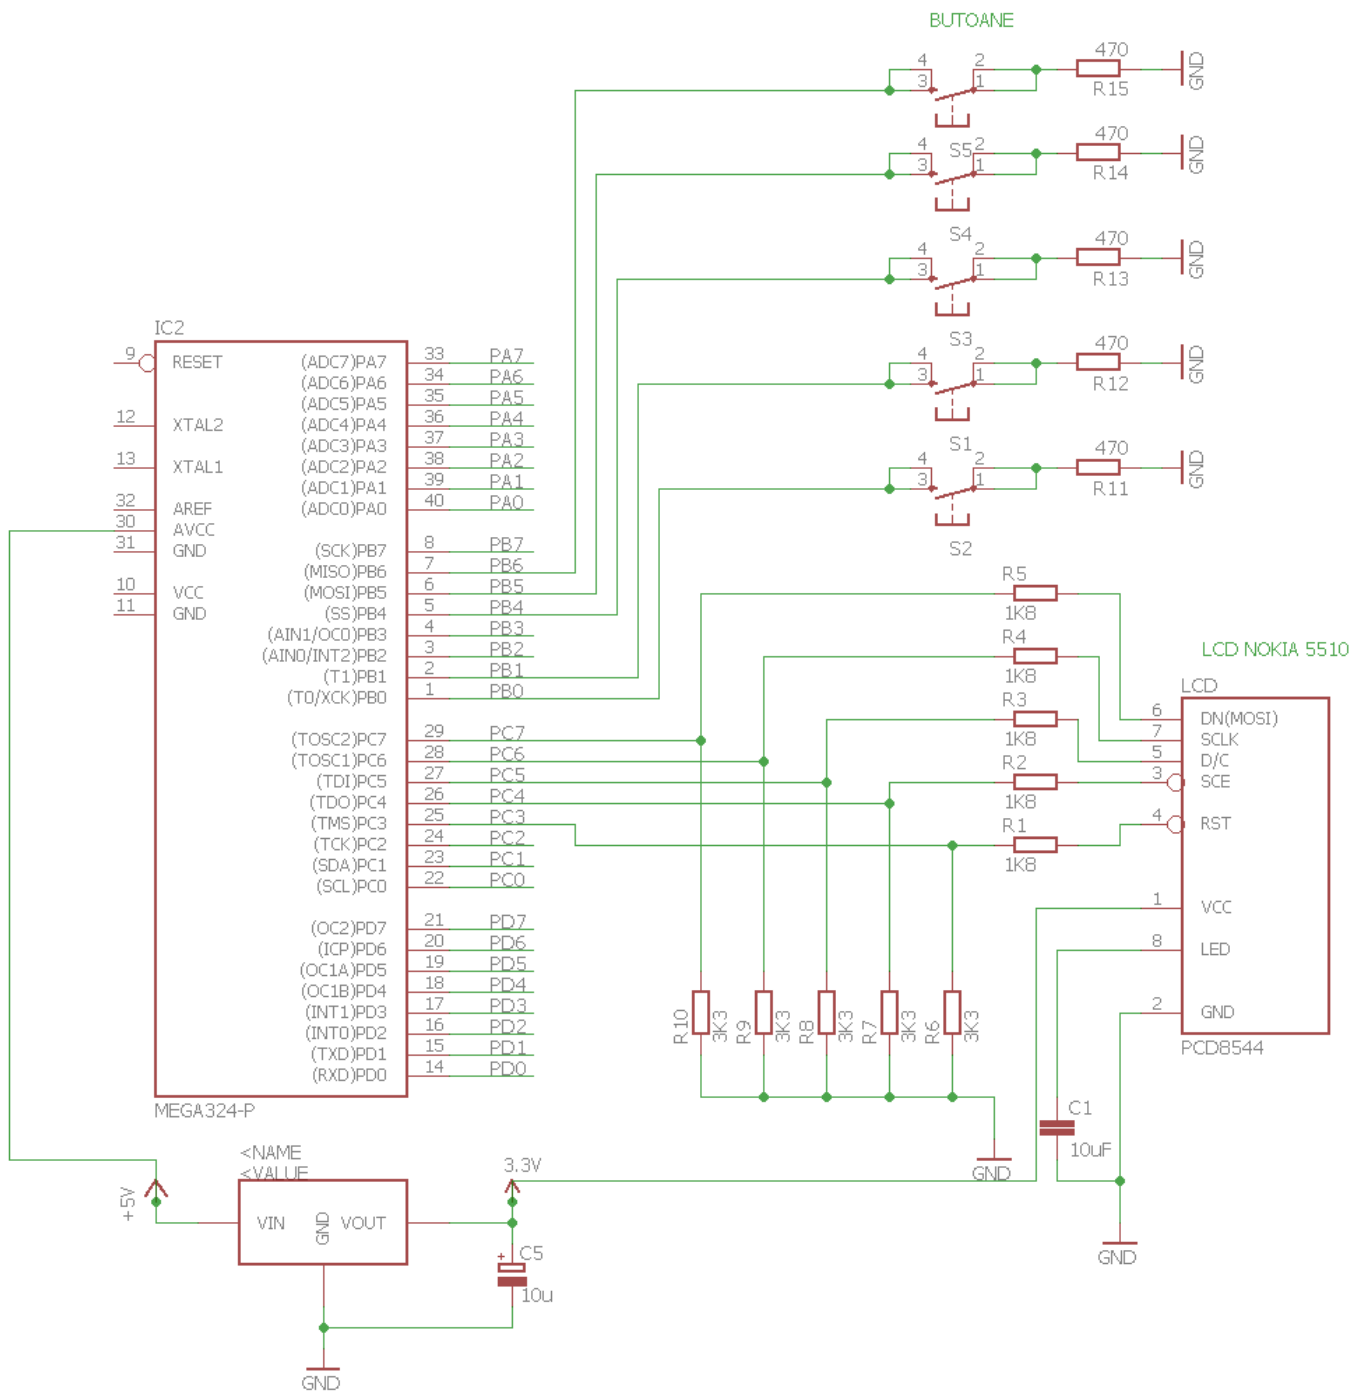 BUTOANE
4 2 470
3 1 GND
R15
S5
4 2 470
3 1 GND
R14
S4
4 2 470
3 1 GND
R13
S3
4 2 470
3 1 GND
R12
S1
4 2 470
3 1 GND
R11
S2
IC2
9 RESET (ADC7)PA7 33 PA7
(ADC6)PA6 34 PA6
(ADC5)PA5 35 PA5
12 XTAL2 (ADC4)PA4 36 PA4
(ADC3)PA3 37 PA3
13 XTAL1 (ADC2)PA2 38 PA2
(ADC1)PA1 39 PA1
32 AREF (ADC0)PA0 40 PA0
30 AVCC
31 GND (SCK)PB7 8 PB7
(MISO)PB6 7 PB6
10 VCC (MOSI)PB5 6 PB5
11 GND (SS)PB4 5 PB4
(AIN1/OC0)PB3 4 PB3
(AIN0/INT2)PB2 3 PB2
(T1)PB1 2 PB1
(T0/XCK)PB0 1 PB0
(TOSC2)PC7 29 PC7
(TOSC1)PC6 28 PC6
(TDI)PC5 27 PC5
(TDO)PC4 26 PC4
(TMS)PC3 25 PC3
(TCK)PC2 24 PC2
(SDA)PC1 23 PC1
(SCL)PC0 22 PC0
(OC2)PD7 21 PD7
(ICP)PD6 20 PD6
(OC1A)PD5 19 PD5
(OC1B)PD4 18 PD4
(INT1)PD3 17 PD3
(INT0)PD2 16 PD2
(TXD)PD1 15 PD1
(RXD)PD0 14 PD0
MEGA324-P
R5
1K8
R4
1K8
R3
1K8
R2
1K8
R1
1K8
LCD NOKIA 5510
LCD
6 DN(MOSI)
7 SCLK
5 D/C
3 SCE
4 RST
1 VCC
8 LED
2 GND
PCD8544
R10 3K3
R9 3K3
R8 3K3
R7 3K3
R6 3K3
GND
C1
10uF
GND
<NAME
<VALUE
+5V
VIN GND VOUT
3.3V
C5
+
10u
GND